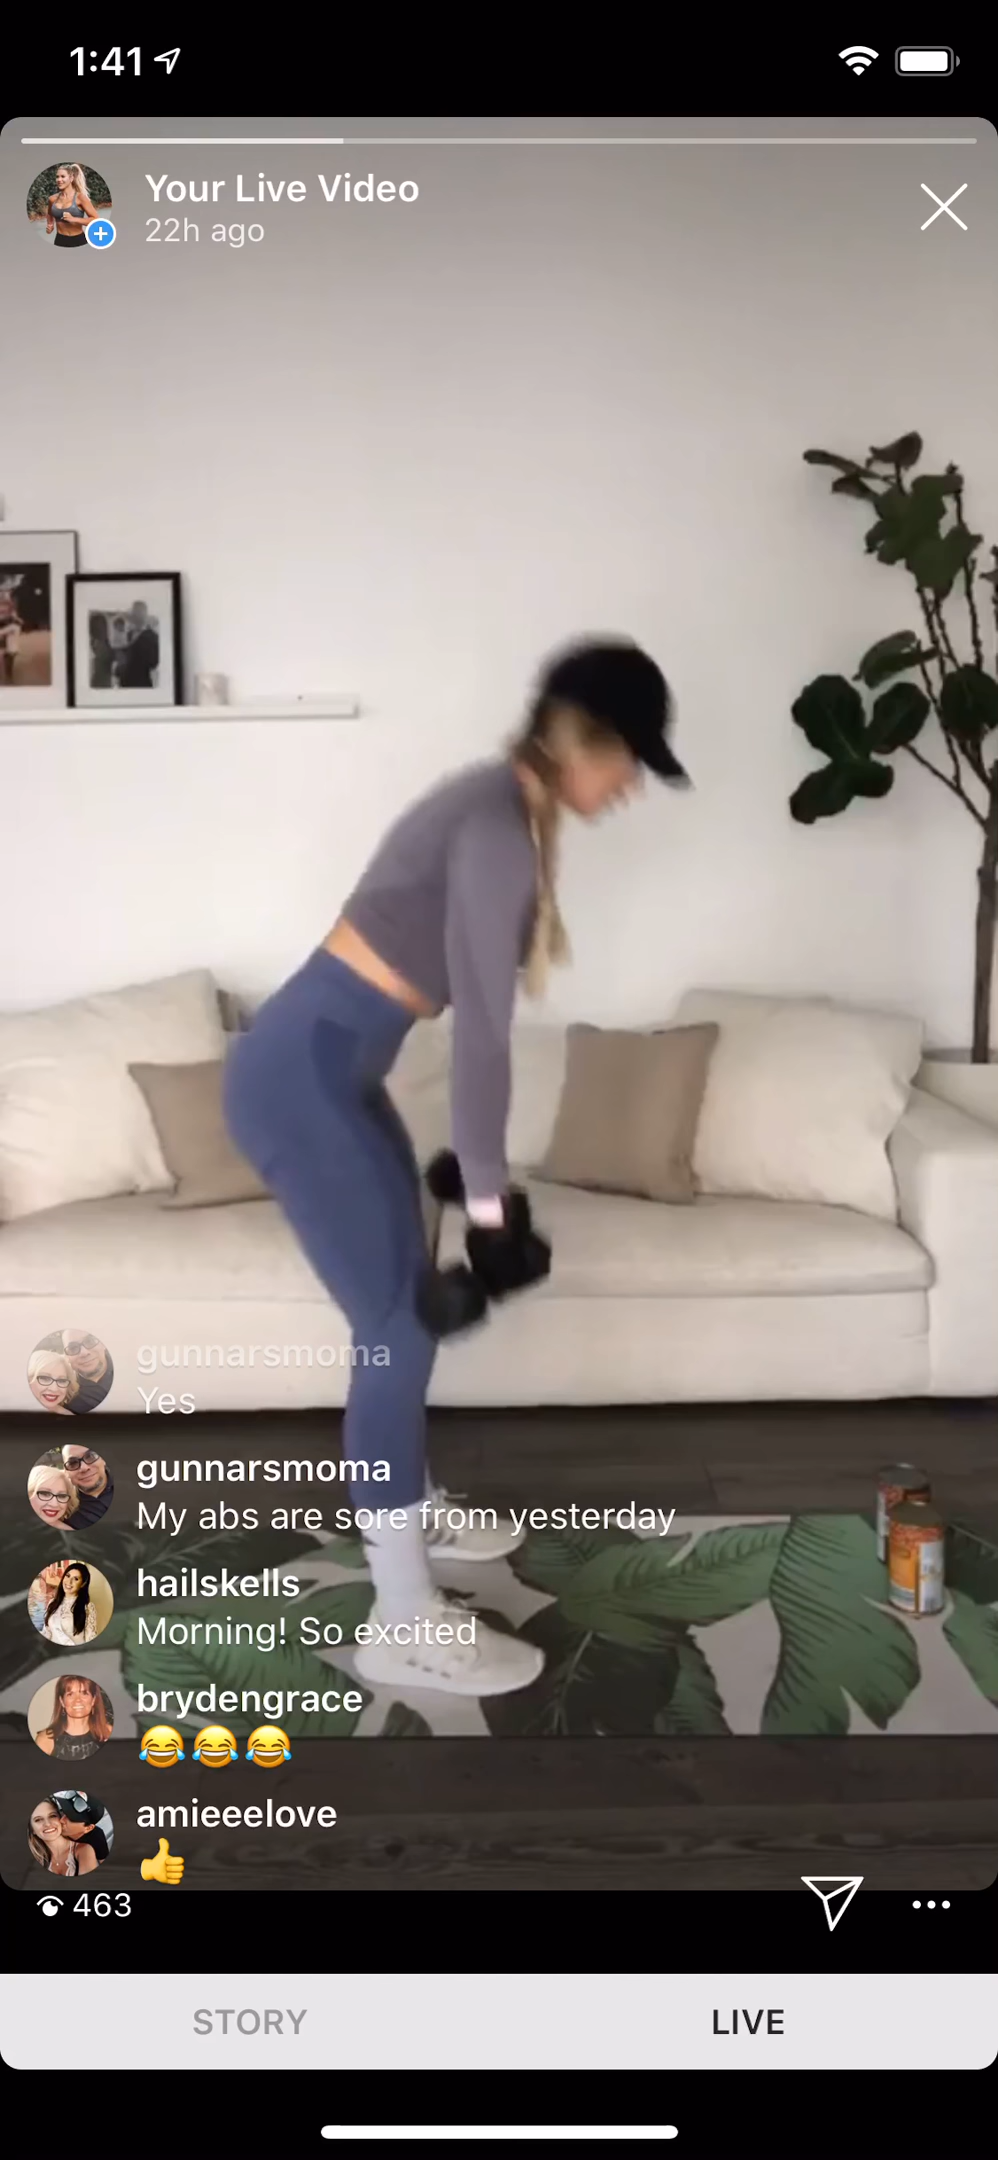 1:41
Your Live Video
22h ago
gunnarsmoma
Yes
gunnarsmoma
My abs are sore from yesterday
hailskells
Morning! So excited
brydengrace
😂😂😂
amieeelove
👍
463
STORY
LIVE